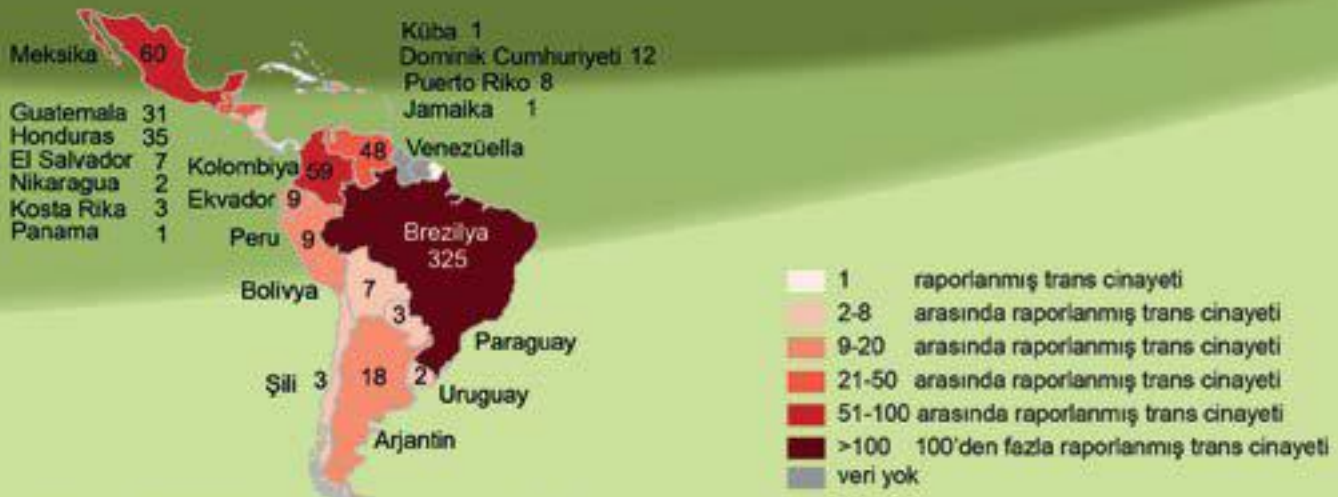 Meksika 60
Guatemala 31
Honduras 35
El Salvador 7
Nikaragua 2
Kosta Rika 3
Panama 1
Küba 1
Dominik Cumhuriyeti 12
Puerto Riko 8
Jamaika 1
48 Venezüella
Kolombiya 59
Ekvador 9
Peru 9
Brezilya
325
Bolivya 7
3
Paraguay
Şili 3
18
2
Uruguay
Arjantin
1 raporlanmış trans cinayeti
2-8 arasında raporlanmış trans cinayeti
9-20 arasında raporlanmış trans cinayeti
21-50 arasında raporlanmış trans cinayeti
51-100 arasında raporlanmış trans cinayeti
>100 100'den fazla raporlanmış trans cinayeti
veri yok